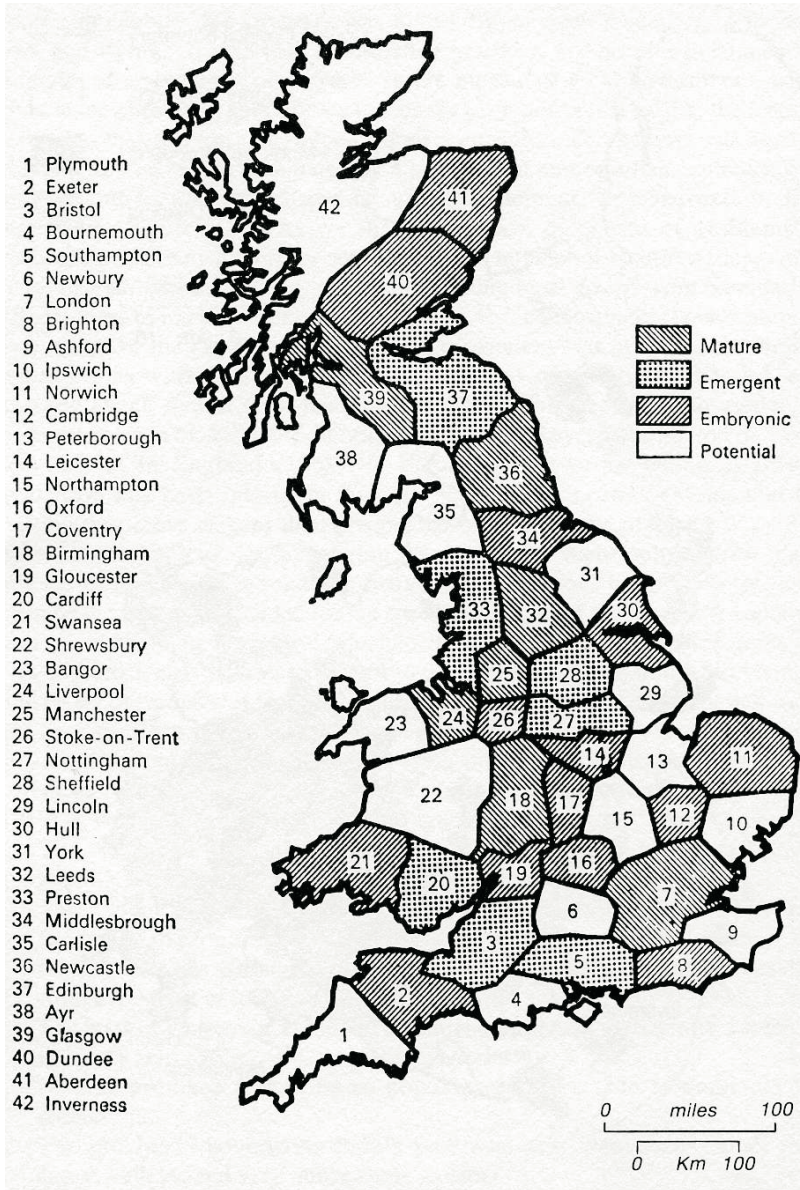 1 Plymouth
2 Exeter
3 Bristol
4 Bournemouth
5 Southampton
6 Newbury
7 London
8 Brighton
9 Ashford
10 Ipswich
11 Norwich
12 Cambridge
13 Peterborough
14 Leicester
15 Northampton
16 Oxford
17 Coventry
18 Birmingham
19 Gloucester
20 Cardiff
21 Swansea
22 Shrewsbury
23 Bangor
24 Liverpool
25 Manchester
26 Stoke-on-Trent
27 Nottingham
28 Sheffield
29 Lincoln
30 Hull
31 York
32 Leeds
33 Preston
34 Middlesbrough
35 Carlisle
36 Newcastle
37 Edinburgh
38 Ayr
39 Glasgow
40 Dundee
41 Aberdeen
42 Inverness
Mature
Emergent
Embryonic
Potential
42
41
40
39
37
38
36
35
34
31
33
32
30
25
28
29
23
24
26
27
14
13
11
22
18
17
15
12
10
21
20
19
16
7
6
9
3
5
8
2
4
1
0 miles 100
0 Km 100